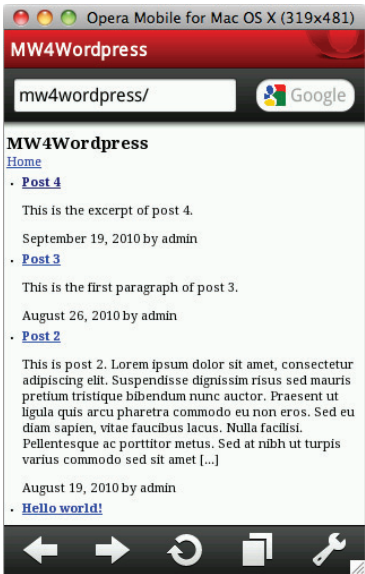 Opera Mobile for Mac OS X (319x481)
MW4Wordpress
mw4wordpress/
Google
MW4Wordpress
Home
• Post 4
This is the excerpt of post 4.
September 19, 2010 by admin
• Post 3
This is the first paragraph of post 3.
August 26, 2010 by admin
• Post 2
This is post 2. Lorem ipsum dolor sit amet, consectetur
adipiscing elit. Suspendisse dignissim risus sed mauris
pretium tristique bibendum nunc auctor. Praesent ut
ligula quis arcu pharetra commodo eu non eros. Sed eu
diam sapien, vitae faucibus lacus. Nulla facilisi.
Pellentesque ac porttitor metus. Sed at nibh ut turpis
varius commodo sed sit amet [...]
August 19, 2010 by admin
• Hello world!